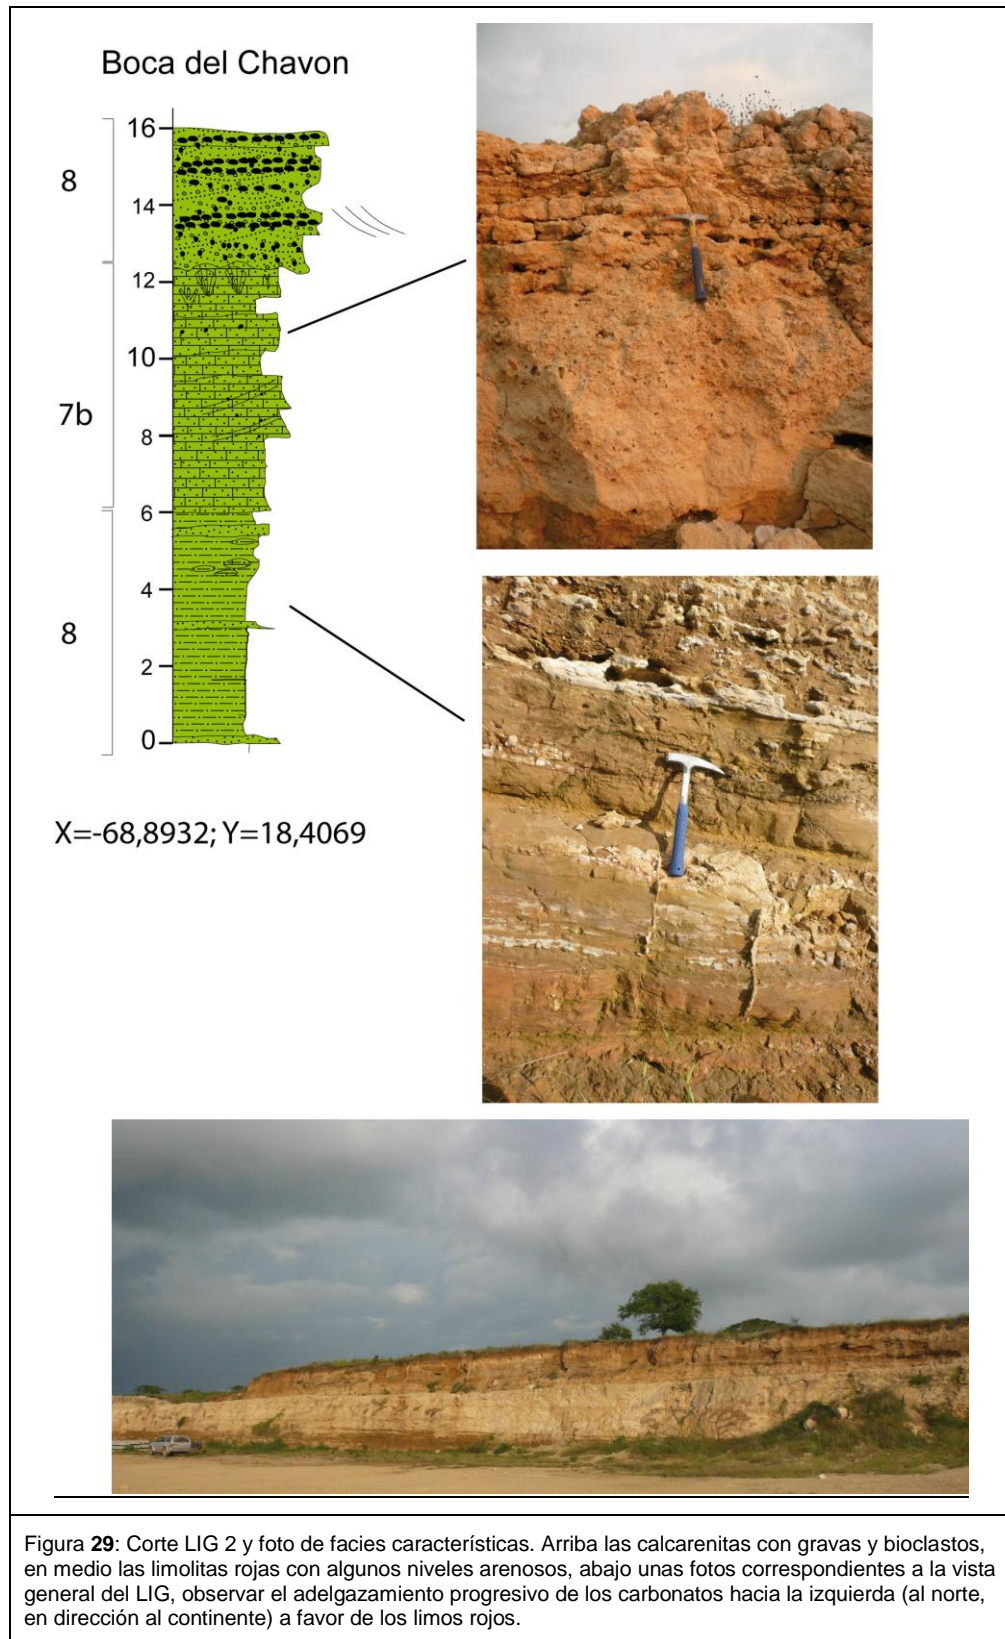 Boca del Chavon
16
8
14
12
10
7b
8
6
4
8
2
0
X=-68,8932; Y=18,4069
Figura 29: Corte LIG 2 y foto de facies características. Arriba las calcarenitas con gravas y bioclastos,
en medio las limolitas rojas con algunos niveles arenosos, abajo unas fotos correspondientes a la vista
general del LIG, observar el adelgazamiento progresivo de los carbonatos hacia la izquierda (al norte,
en dirección al continente) a favor de los limos rojos.